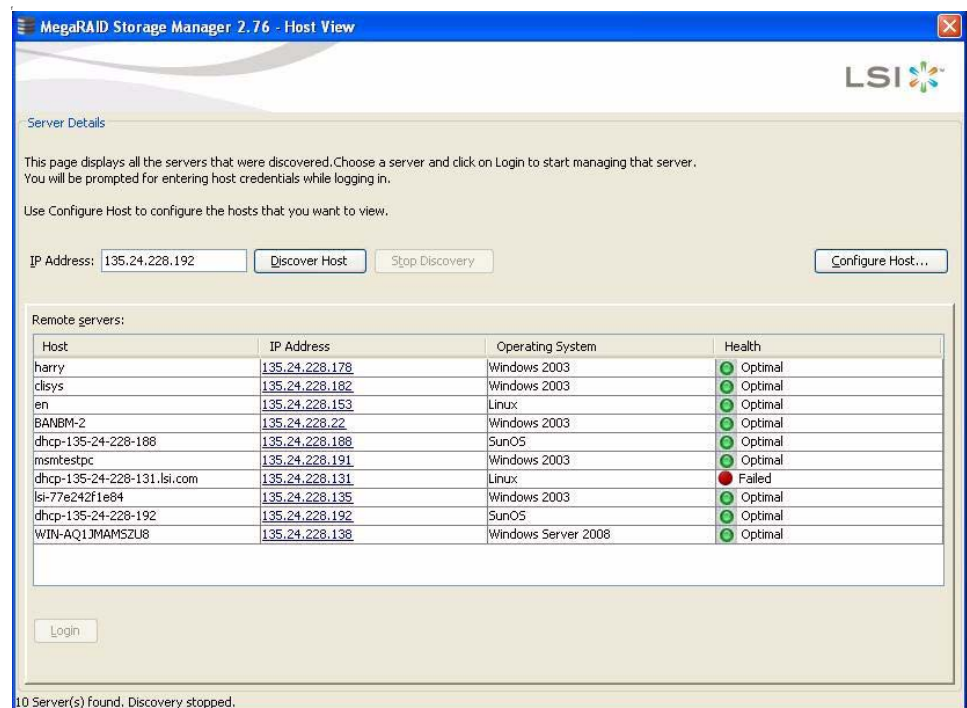 MegaRAID Storage Manager 2.76 - Host View
LSI
Server Details
This page displays all the servers that were discovered.Choose a server and click on Login to start managing that server.
You will be prompted for entering host credentials while logging in.
Use Configure Host to configure the hosts that you want to view.
IP Address: 135.24.228.192 Discover Host Stop Discovery Configure Host...
Remote servers:
Host IP Address Operating System Health
harry 135.24.228.178 Windows 2003 Optimal
clisys 135.24.228.182 Windows 2003 Optimal
en 135.24.228.153 Linux Optimal
BANBM-2 135.24.228.22 Windows 2003 Optimal
dhcp-135-24-228-188 135.24.228.188 SunOS Optimal
msmtestpc 135.24.228.191 Windows 2003 Optimal
dhcp-135-24-228-131.lsi.com 135.24.228.131 Linux Failed
lsi-77e242f1e84 135.24.228.135 Windows 2003 Optimal
dhcp-135-24-228-192 135.24.228.192 SunOS Optimal
WIN-AQ1JMAMSZU8 135.24.228.138 Windows Server 2008 Optimal
Login
10 Server(s) found. Discovery stopped.